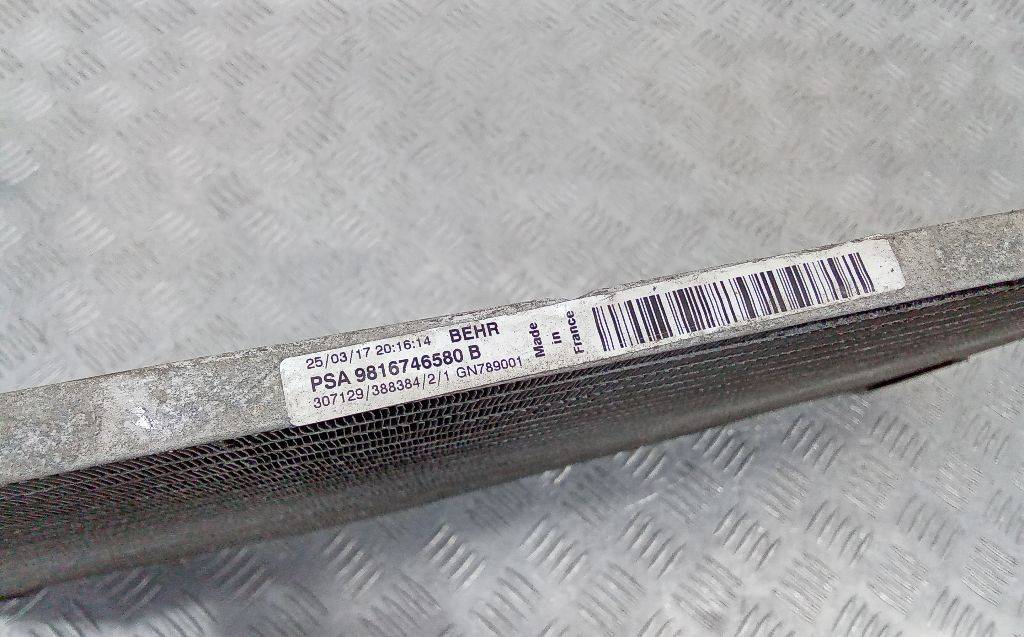 25/03/17 20:16:14 BEHR
PSA 9816746580 B
307129/388384/2/1 GN789001
Made
in
France